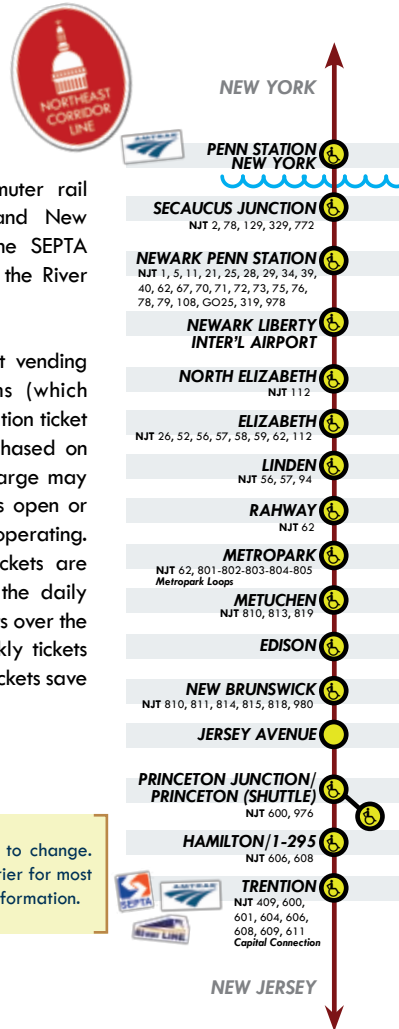 NORTHEAST
CORRIDOR
LINE
NEW YORK
AMTRAK
PENN STATION
NEW YORK
SECAUCUS JUNCTION
NJT 2, 78, 129, 329, 772
NEWARK PENN STATION
NJT 1, 5, 11, 21, 25, 28, 29, 34, 39,
40, 62, 67, 70, 71, 72, 73, 75, 76,
78, 79, 108, GO25, 319, 978
NEWARK LIBERTY
INTER'L AIRPORT
NORTH ELIZABETH
NJT 112
ELIZABETH
NJT 26, 52, 56, 57, 58, 59, 62, 112
LINDEN
NJT 56, 57, 94
RAHWAY
NJT 62
METROPARK
NJT 62, 801-802-803-804-805
Metropark Loops
METUCHEN
NJT 810, 813, 819
EDISON
NEW BRUNSWICK
NJT 810, 811, 814, 815, 818, 980
JERSEY AVENUE
PRINCETON JUNCTION/
PRINCETON (SHUTTLE)
NJT 600, 976
HAMILTON/1-295
NJT 606, 608
TRENTION
NJT 409, 600,
601, 604, 606,
608, 609, 611
Capital Connection
SEPTA
AMTRAK
River LINE
NEW JERSEY
muter rail
and New
he SEPTA
the River
t vending
ns (which
tion ticket
hased on
arge may
s open or
operating.
ckets are
the daily
s over the
kly tickets
ckets save
to change.
tier for most
formation.